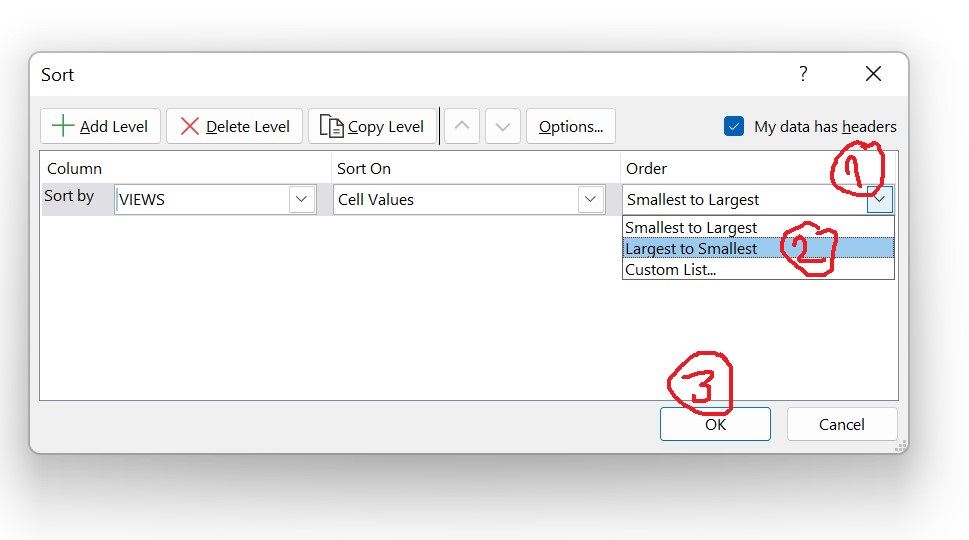 Sort
?
Add Level Delete Level Copy Level Options... My data has headers
Column Sort On Order
1
Sort by VIEWS Cell Values Smallest to Largest
Smallest to Largest
Largest to Smallest
2
Custom List...
3
OK Cancel